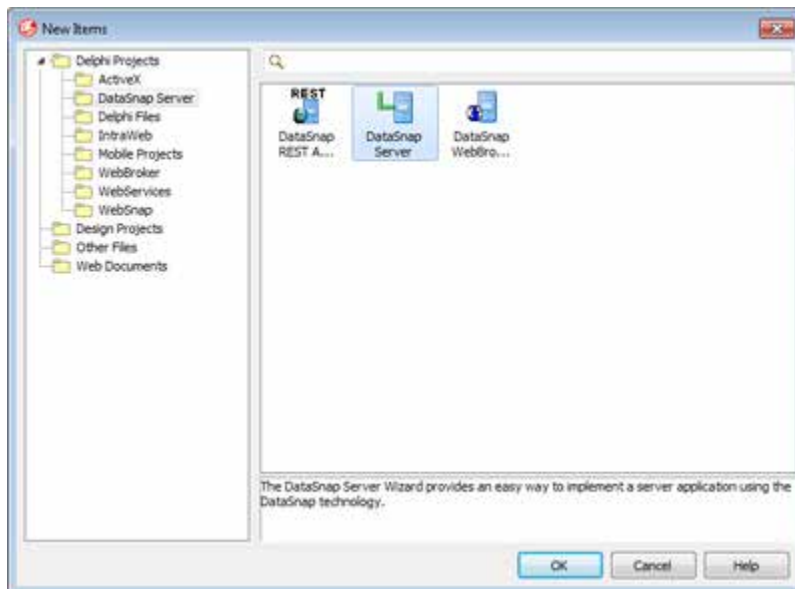 New Items
Delphi Projects
ActiveX
DataSnap Server
Delphi Files
IntraWeb
Mobile Projects
WebBroker
WebServices
WebSnap
Design Projects
Other Files
Web Documents
REST
DataSnap
REST A...
DataSnap
Server
DataSnap
WebBro...
The DataSnap Server Wizard provides an easy way to implement a server application using the
DataSnap technology.
OK
Cancel
Help